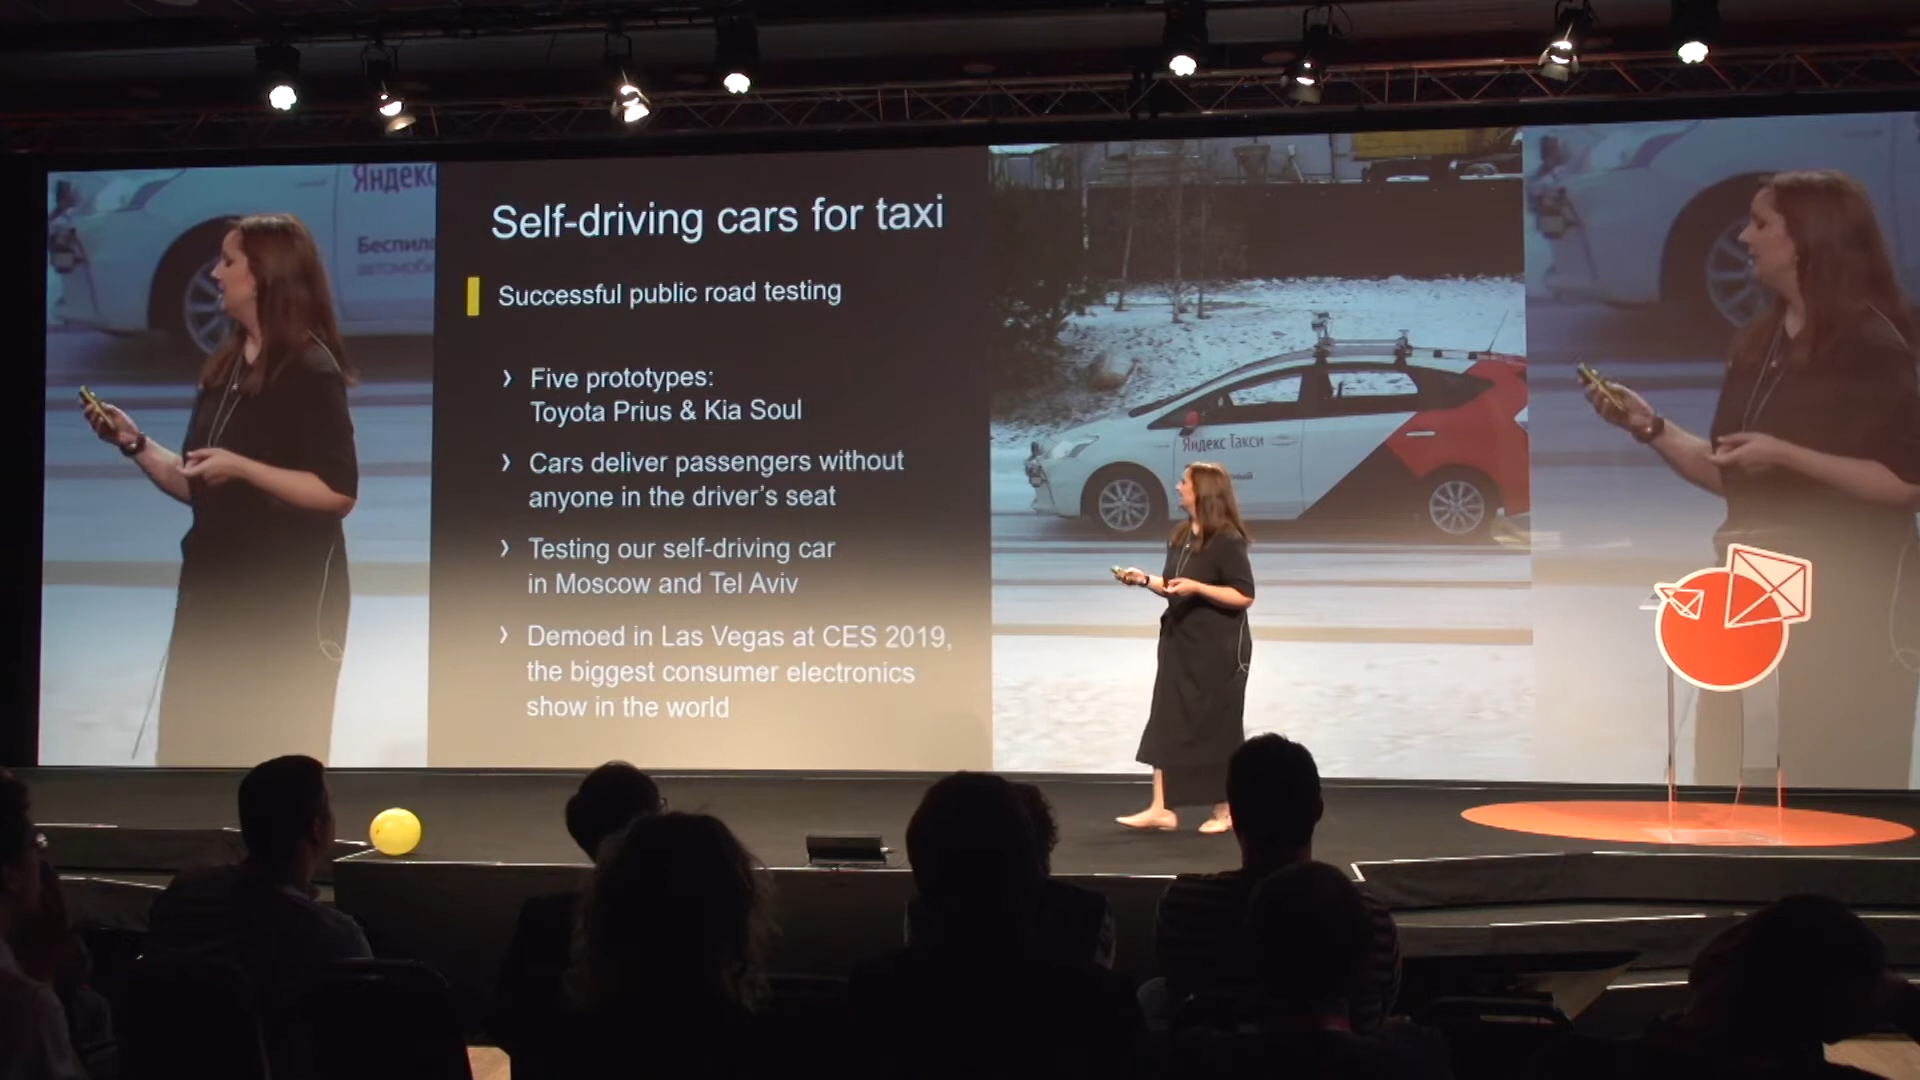 Яндекс
Self-driving cars for taxi
Successful public road testing
Five prototypes:
Toyota Prius & Kia Soul
Cars deliver passengers without
anyone in the driver's seat
Testing our self-driving car
in Moscow and Tel Aviv
Demoed in Las Vegas at CES 2019,
the biggest consumer electronics
show in the world
Яндекс Такси